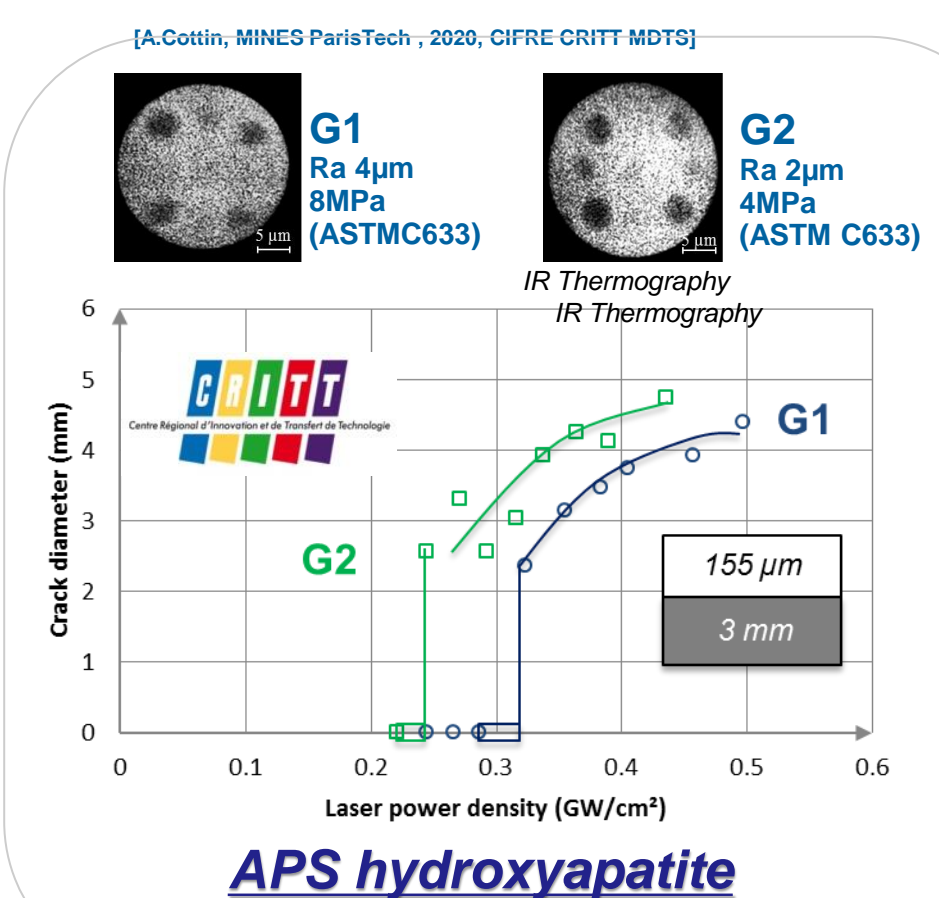 [A.Cottin, MINES ParisTech , 2020, CIFRE CRITT MDTS]
G1
Ra 4µm
8MPa
(ASTMC633)
5 µm
G2
Ra 2µm
4MPa
(ASTM C633)
5 µm
IR Thermography
IR Thermography
6
5
4
3
2
1
0
Crack diameter (mm)
CRITT
Centre Régional d'Innovation et de Transfert de Technologie
G1
G2
155 µm
3 mm
0 0.1 0.2 0.3 0.4 0.5 0.6
Laser power density (GW/cm²)
APS hydroxyapatite